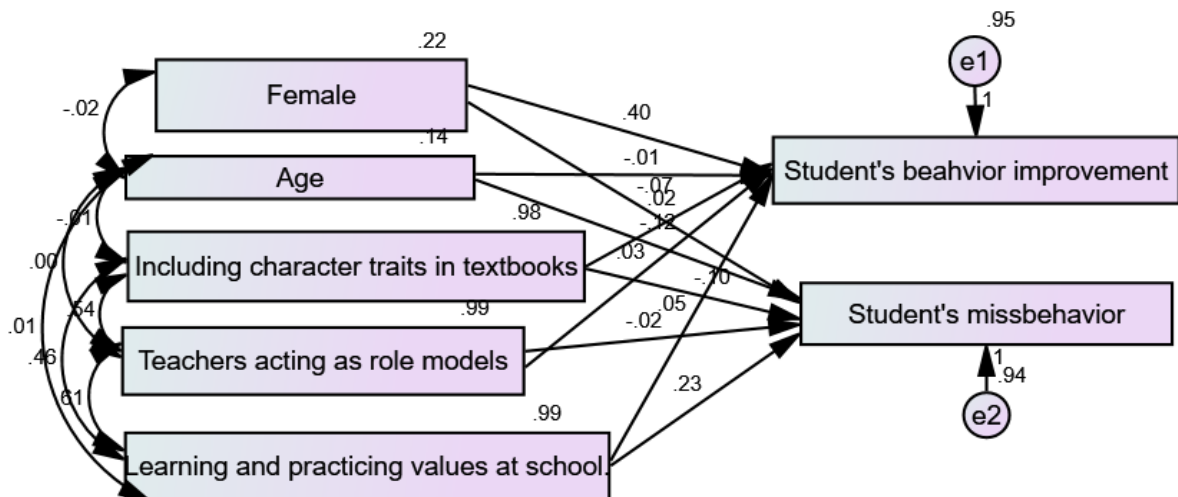 .95
.22
e1
Female
-.02
1
.40
.14
-.01
Student's beahvior improvement
Age
-.07
.02
-.01
.98
-.12
.03
.00
Including character traits in textbooks
-.10
.54
.99
.05
Student's missbehavior
.01
-.02
.46
Teachers acting as role models
1
.94
.23
.61
.99
e2
Learning and practicing values at school.